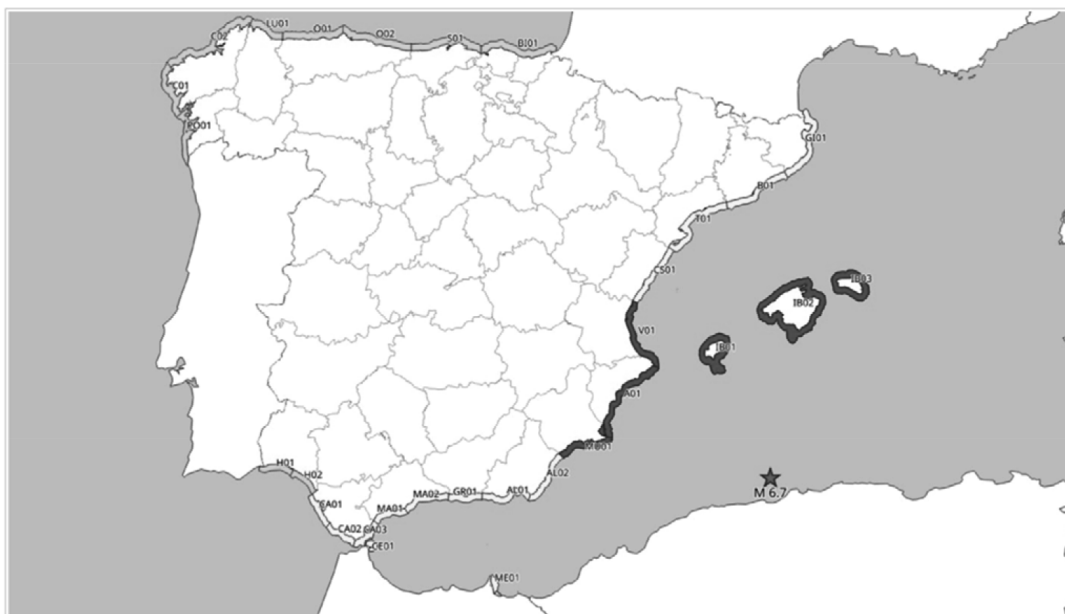 LU01
O01
O02
C02
S01
BI01
C01
PO01
GI01
B01
T01
CS01
IB03
IB02
V01
IB01
A01
MU01
H01
H02
AL02
AL01
GR01
MA02
MA01
CA01
CA02
CA03
CE01
M 6.7
ME01